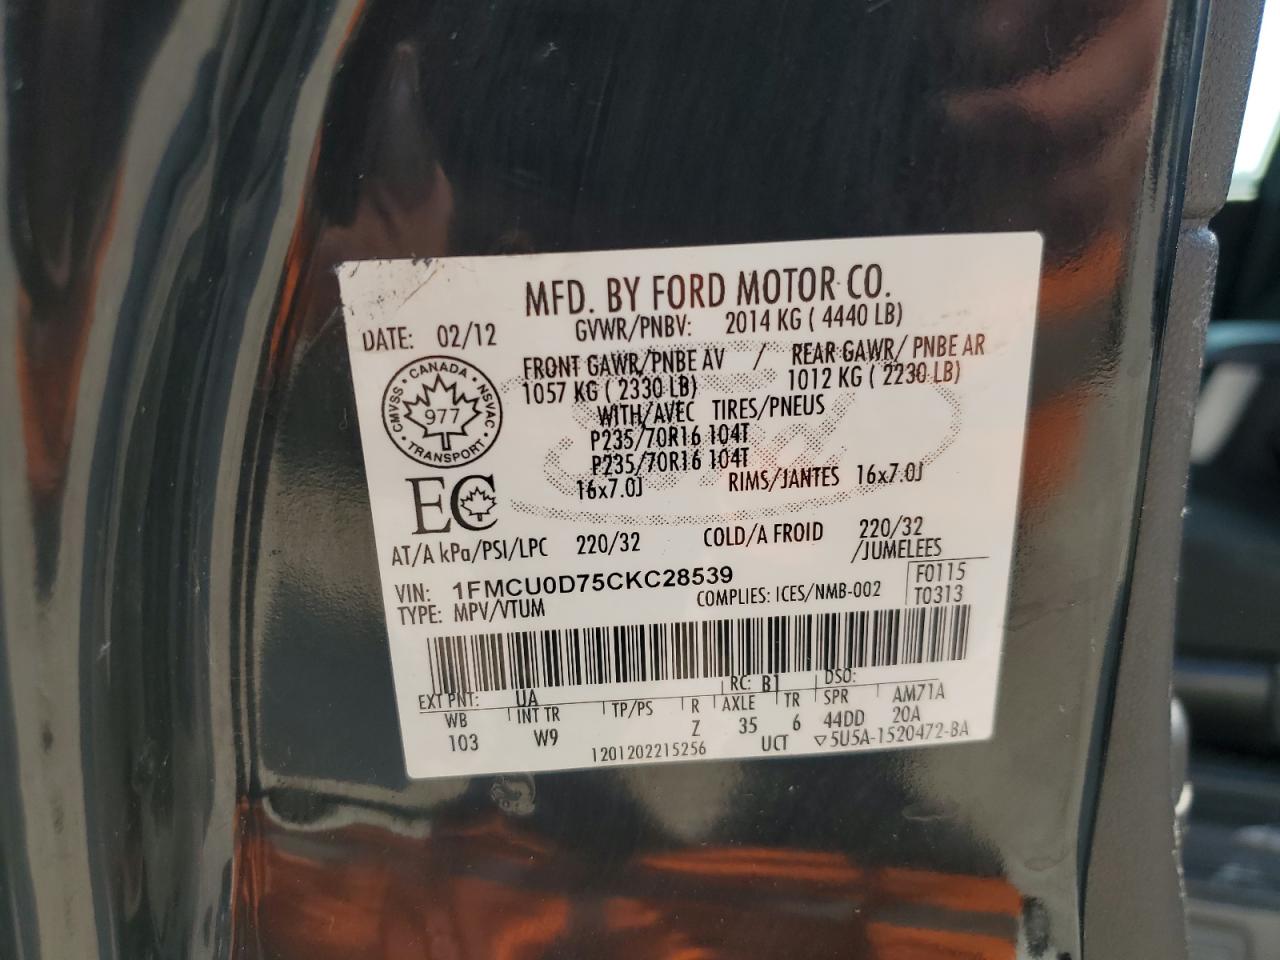 MFD. BY FORD MOTOR CO.
DATE: 02/12 GVWR/PNBV: 2014 KG ( 4440 LB)
FRONT GAWR/PNBE AV / REAR GAWR/ PNBE AR
1057 KG ( 2330 LB) 1012 KG ( 2230 LB)
WITH/AVEC TIRES/PNEUS
P235/70R16 104T
P235/70R16 104T
16x7.0J RIMS/JANTES 16x7.0J
CANADA
CMVSS 977 NSVAC
TRANSPORT
EC
Ford
AT/A kPa/PSI/LPC 220/32 COLD/A FROID 220/32
/JUMELEES
VIN: 1FMCU0D75CKC28539 F0115
TYPE: MPV/VTUM COMPLIES: ICES/NMB-002 T0313
EXT PNT: UA RC: B1 DSO:
WB INT TR TP/PS R AXLE TR SPR AM71A
103 W9 Z 35 6 44DD 20A
1201202215256 UCT ▽5U5A-1520472-BA